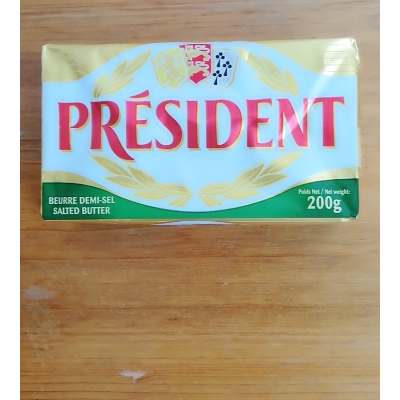 PRÉSIDENT
BEURRE DEMI-SEL
SALTED BUTTER
Poids Net / Net weight:
200g